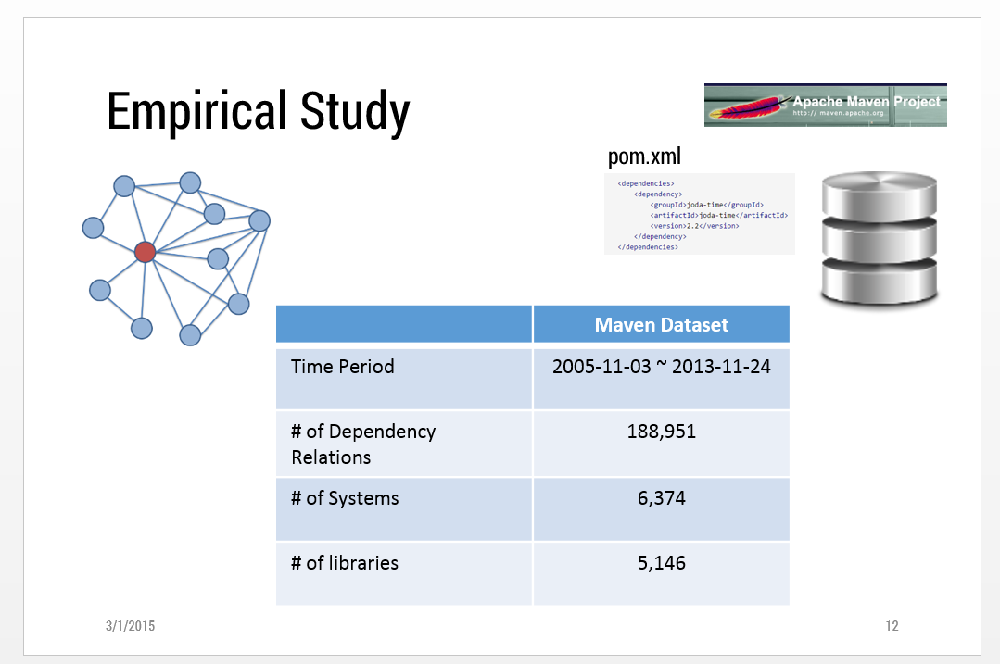 Empirical Study
Apache Maven Project
http:// maven.apache.org
pom.xml
<dependencies>
<dependency>
<groupId>joda-time</groupId>
<artifactId>joda-time</artifactId>
<version>2.2</version>
</dependency>
</dependencies>
Maven Dataset
Time Period 2005-11-03 ~ 2013-11-24
# of Dependency 188,951
Relations
# of Systems 6,374
# of libraries 5,146
3/1/2015 12